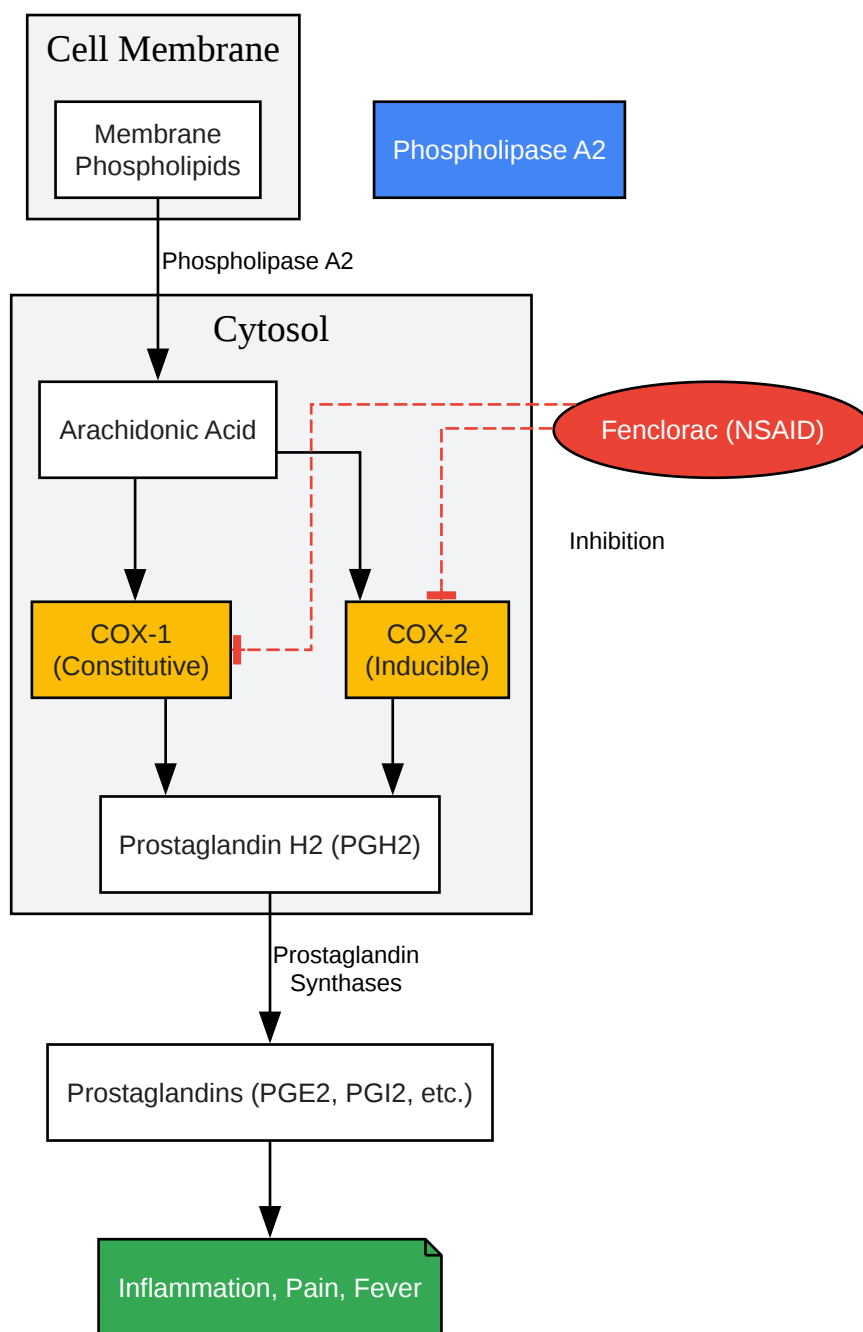 Cell Membrane
Membrane
Phospholipids
Phospholipase A2
Phospholipase A2
Cytosol
Arachidonic Acid
Fenclorac (NSAID)
Inhibition
COX-1
(Constitutive)
COX-2
(Inducible)
Prostaglandin H2 (PGH2)
Prostaglandin
Synthases
Prostaglandins (PGE2, PGI2, etc.)
Inflammation, Pain, Fever